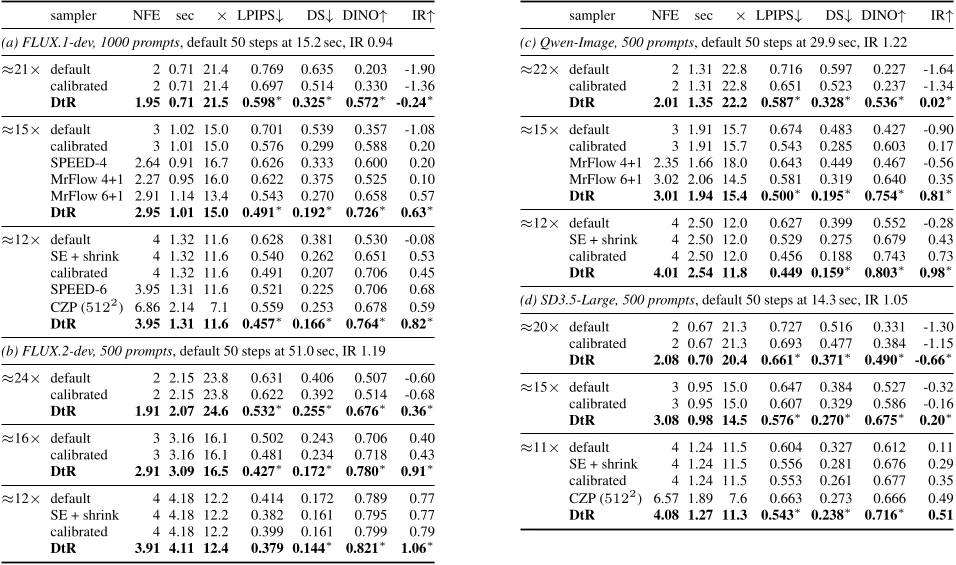 sampler NFE sec × LPIPS↓ DS↓ DINO↑ IR↑
(a) FLUX.1-dev, 1000 prompts, default 50 steps at 15.2 sec, IR 0.94
≈21× default 2 0.71 21.4 0.769 0.635 0.203 -1.90
calibrated 2 0.71 21.4 0.697 0.514 0.330 -1.36
DtR 1.95 0.71 21.5 0.598* 0.325* 0.572* -0.24*
≈15× default 3 1.02 15.0 0.701 0.539 0.357 -1.08
calibrated 3 1.01 15.0 0.576 0.299 0.588 0.20
SPEED-4 2.64 0.91 16.7 0.626 0.333 0.600 0.20
MrFlow 4+1 2.27 0.95 16.0 0.622 0.375 0.525 0.10
MrFlow 6+1 2.91 1.14 13.4 0.543 0.270 0.658 0.57
DtR 2.95 1.01 15.0 0.491* 0.192* 0.726* 0.63*
≈12× default 4 1.32 11.6 0.628 0.381 0.530 -0.08
SE + shrink 4 1.32 11.6 0.540 0.262 0.651 0.53
calibrated 4 1.32 11.6 0.491 0.207 0.706 0.45
SPEED-6 3.95 1.31 11.6 0.521 0.225 0.706 0.68
CZP (512²) 6.86 2.14 7.1 0.559 0.253 0.678 0.59
DtR 3.95 1.31 11.6 0.457* 0.166* 0.764* 0.82*
(b) FLUX.2-dev, 500 prompts, default 50 steps at 51.0 sec, IR 1.19
≈24× default 2 2.15 23.8 0.631 0.406 0.507 -0.60
calibrated 2 2.15 23.8 0.622 0.392 0.514 -0.68
DtR 1.91 2.07 24.6 0.532* 0.255* 0.676* 0.36*
≈16× default 3 3.16 16.1 0.502 0.243 0.706 0.40
calibrated 3 3.16 16.1 0.481 0.234 0.718 0.43
DtR 2.91 3.09 16.5 0.427* 0.172* 0.780* 0.91*
≈12× default 4 4.18 12.2 0.414 0.172 0.789 0.77
SE + shrink 4 4.18 12.2 0.382 0.161 0.795 0.77
calibrated 4 4.18 12.2 0.399 0.161 0.799 0.79
DtR 3.91 4.11 12.4 0.379 0.144* 0.821* 1.06*
sampler NFE sec × LPIPS↓ DS↓ DINO↑ IR↑
(c) Qwen-Image, 500 prompts, default 50 steps at 29.9 sec, IR 1.22
≈22× default 2 1.31 22.8 0.716 0.597 0.227 -1.64
calibrated 2 1.31 22.8 0.651 0.523 0.237 -1.34
DtR 2.01 1.35 22.2 0.587* 0.328* 0.536* 0.02*
≈15× default 3 1.91 15.7 0.674 0.483 0.427 -0.90
calibrated 3 1.91 15.7 0.543 0.285 0.603 0.17
MrFlow 4+1 2.35 1.66 18.0 0.643 0.449 0.467 -0.56
MrFlow 6+1 3.02 2.06 14.5 0.581 0.319 0.640 0.35
DtR 3.01 1.94 15.4 0.500* 0.195* 0.754* 0.81*
≈12× default 4 2.50 12.0 0.627 0.399 0.552 -0.28
SE + shrink 4 2.50 12.0 0.529 0.275 0.679 0.43
calibrated 4 2.50 12.0 0.456 0.188 0.743 0.73
DtR 4.01 2.54 11.8 0.449 0.159* 0.803* 0.98*
(d) SD3.5-Large, 500 prompts, default 50 steps at 14.3 sec, IR 1.05
≈20× default 2 0.67 21.3 0.727 0.516 0.331 -1.30
calibrated 2 0.67 21.3 0.693 0.477 0.384 -1.15
DtR 2.08 0.70 20.4 0.661* 0.371* 0.490* -0.66*
≈15× default 3 0.95 15.0 0.647 0.384 0.527 -0.32
calibrated 3 0.95 15.0 0.607 0.329 0.586 -0.16
DtR 3.08 0.98 14.5 0.576* 0.270* 0.675* 0.20*
≈11× default 4 1.24 11.5 0.604 0.327 0.612 0.11
SE + shrink 4 1.24 11.5 0.556 0.281 0.676 0.29
calibrated 4 1.24 11.5 0.553 0.261 0.677 0.35
CZP (512²) 6.57 1.89 7.6 0.663 0.273 0.666 0.49
DtR 4.08 1.27 11.3 0.543* 0.238* 0.716* 0.51